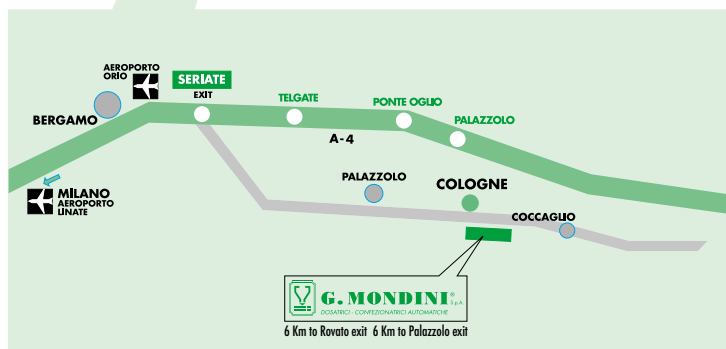 AEROPORTO
ORIO
SERIATE
EXIT
BERGAMO
TELGATE
PONTE OGLIO
PALAZZOLO
A-4
MILANO
AEROPORTO
LINATE
PALAZZOLO
COLOGNE
COCCAGLIO
G. MONDINI® S.p.A.
DOSATRICI - CONFEZIONATRICI AUTOMATICHE
6 Km to Rovato exit 6 Km to Palazzolo exit